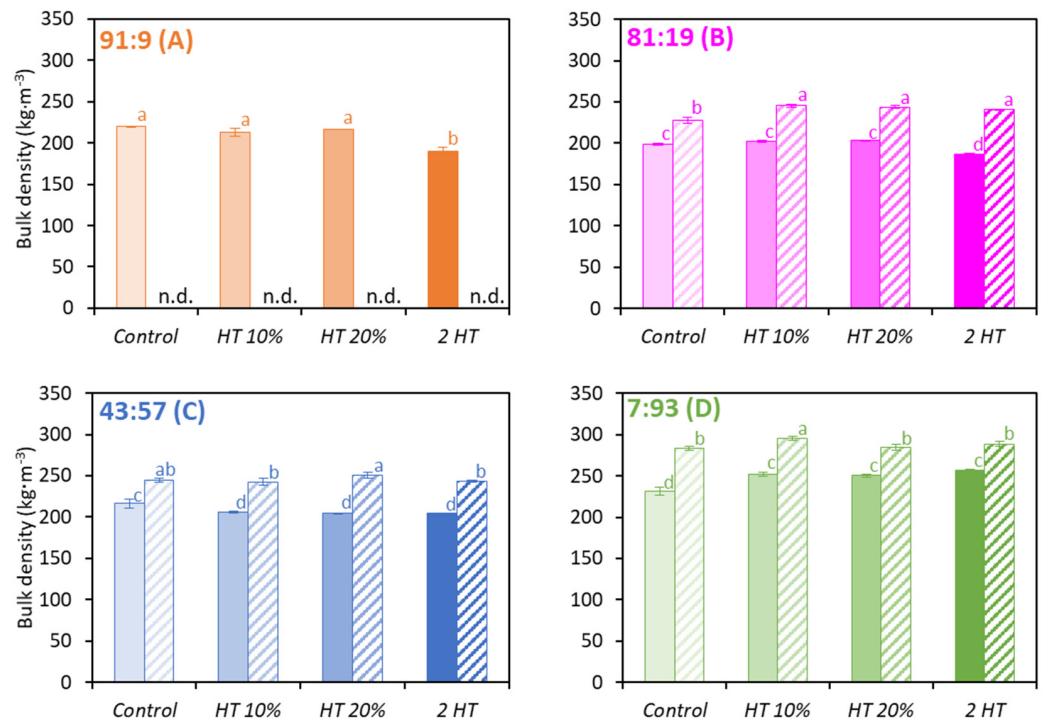 91:9 (A)
Bulk density (kg·m⁻³)
350
300
250
200
150
100
50
0
a
a
a
b
n.d.
n.d.
n.d.
n.d.
Control
HT 10%
HT 20%
2 HT
81:19 (B)
350
300
250
200
150
100
50
0
c
b
c
a
c
a
d
a
Control
HT 10%
HT 20%
2 HT
43:57 (C)
Bulk density (kg·m⁻³)
350
300
250
200
150
100
50
0
c
ab
d
b
d
a
d
b
Control
HT 10%
HT 20%
2 HT
7:93 (D)
350
300
250
200
150
100
50
0
d
b
c
a
c
b
c
b
Control
HT 10%
HT 20%
2 HT